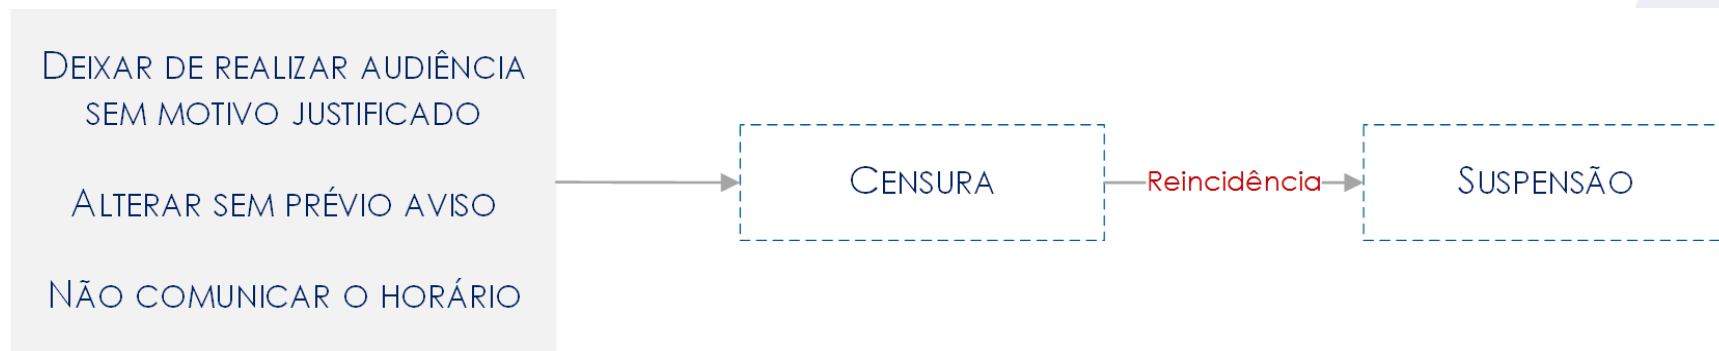 DEIXAR DE REALIZAR AUDIÊNCIA
SEM MOTIVO JUSTIFICADO
ALTERAR SEM PRÉVIO AVISO
NÃO COMUNICAR O HORÁRIO
CENSURA
Reincidência
SUSPENSÃO